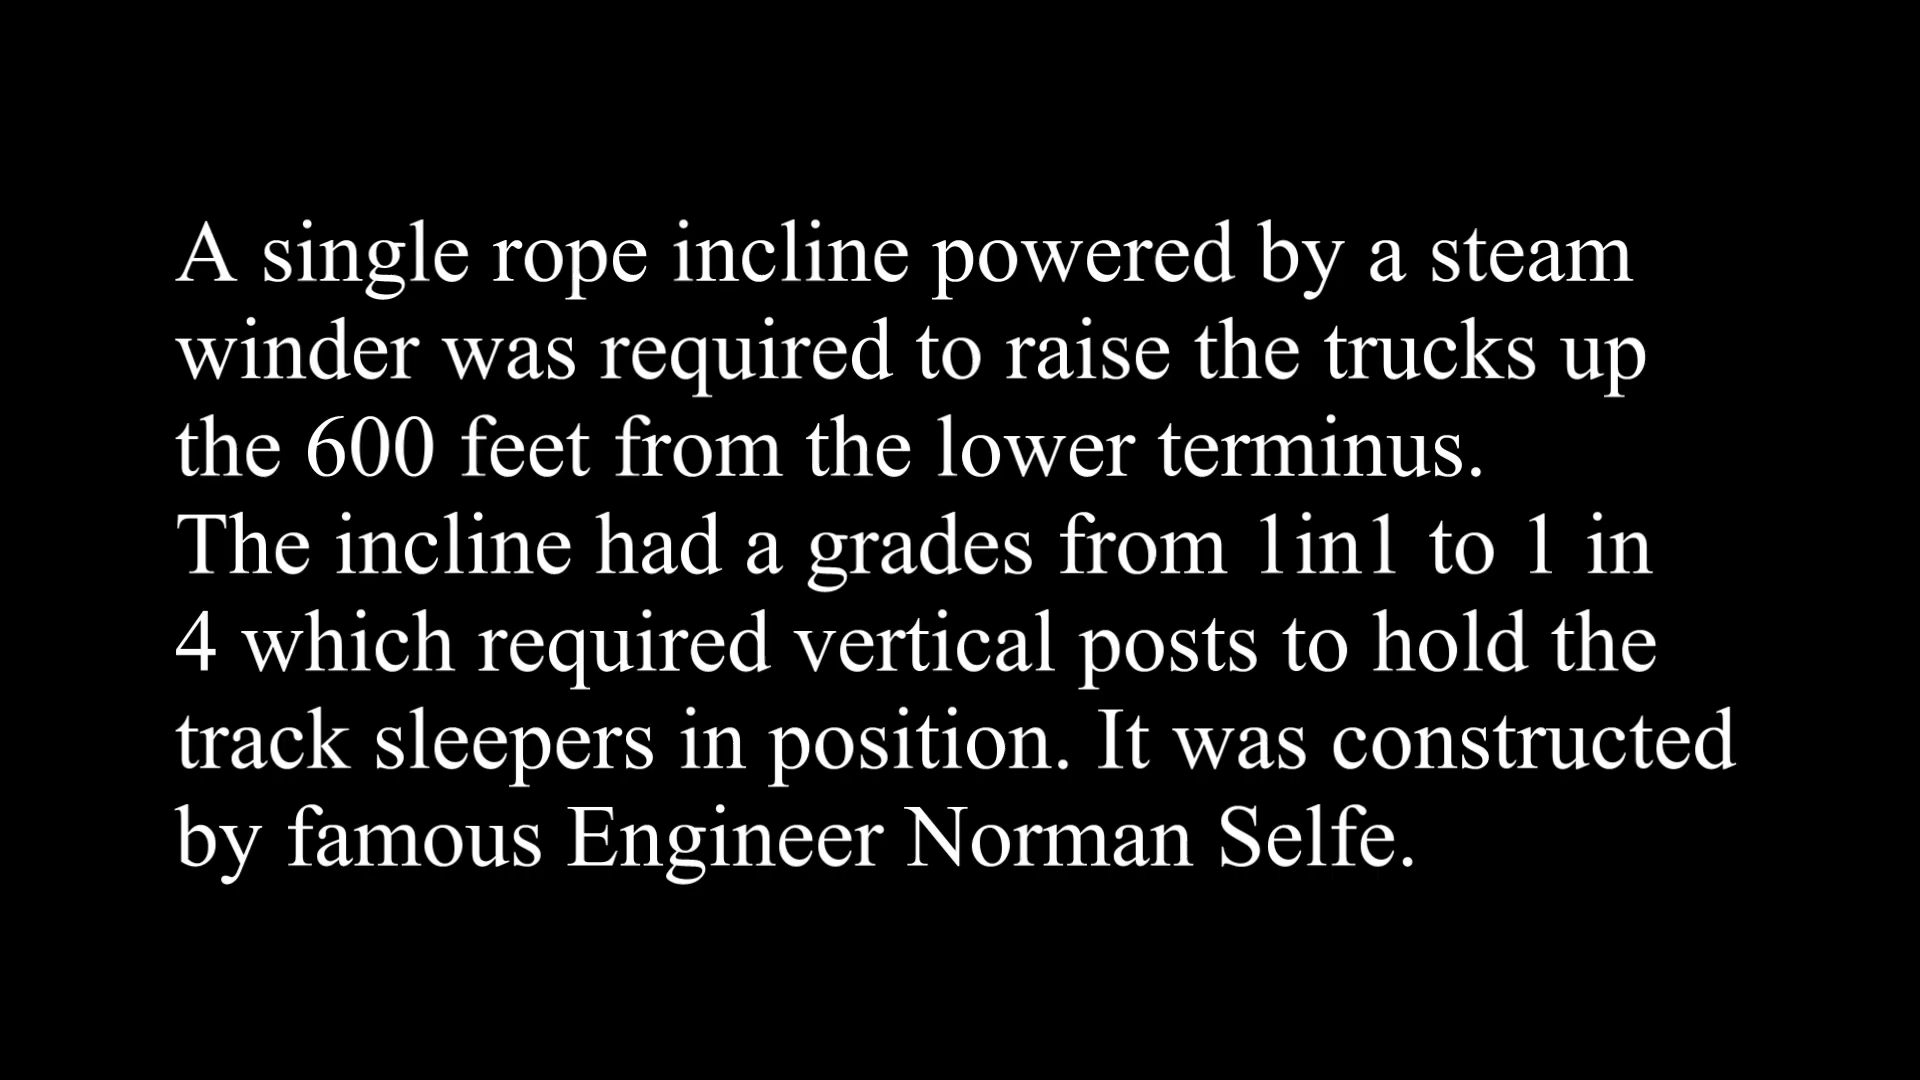 A single rope incline powered by a steam
winder was required to raise the trucks up
the 600 feet from the lower terminus.
The incline had a grades from 1in1 to 1 in
4 which required vertical posts to hold the
track sleepers in position. It was constructed
by famous Engineer Norman Selfe.